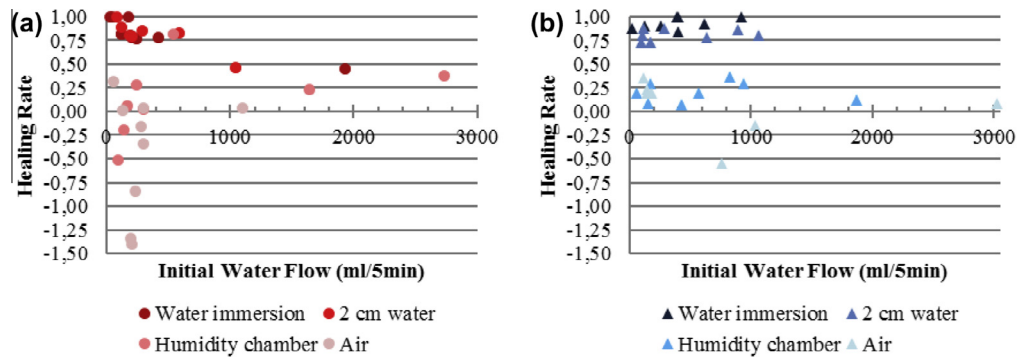 (a)
Healing Rate
1,00
0,75
0,50
0,25
0,00
-0,25
-0,50
-0,75
-1,00
-1,25
-1,50
0 1000 2000 3000
Initial Water Flow (ml/5min)
Water immersion 2 cm water
Humidity chamber Air
(b)
Healing Rate
1,00
0,75
0,50
0,25
0,00
-0,25
-0,50
-0,75
-1,00
-1,25
-1,50
0 1000 2000 3000
Initial Water Flow (ml/5min)
Water immersion 2 cm water
Humidity chamber Air